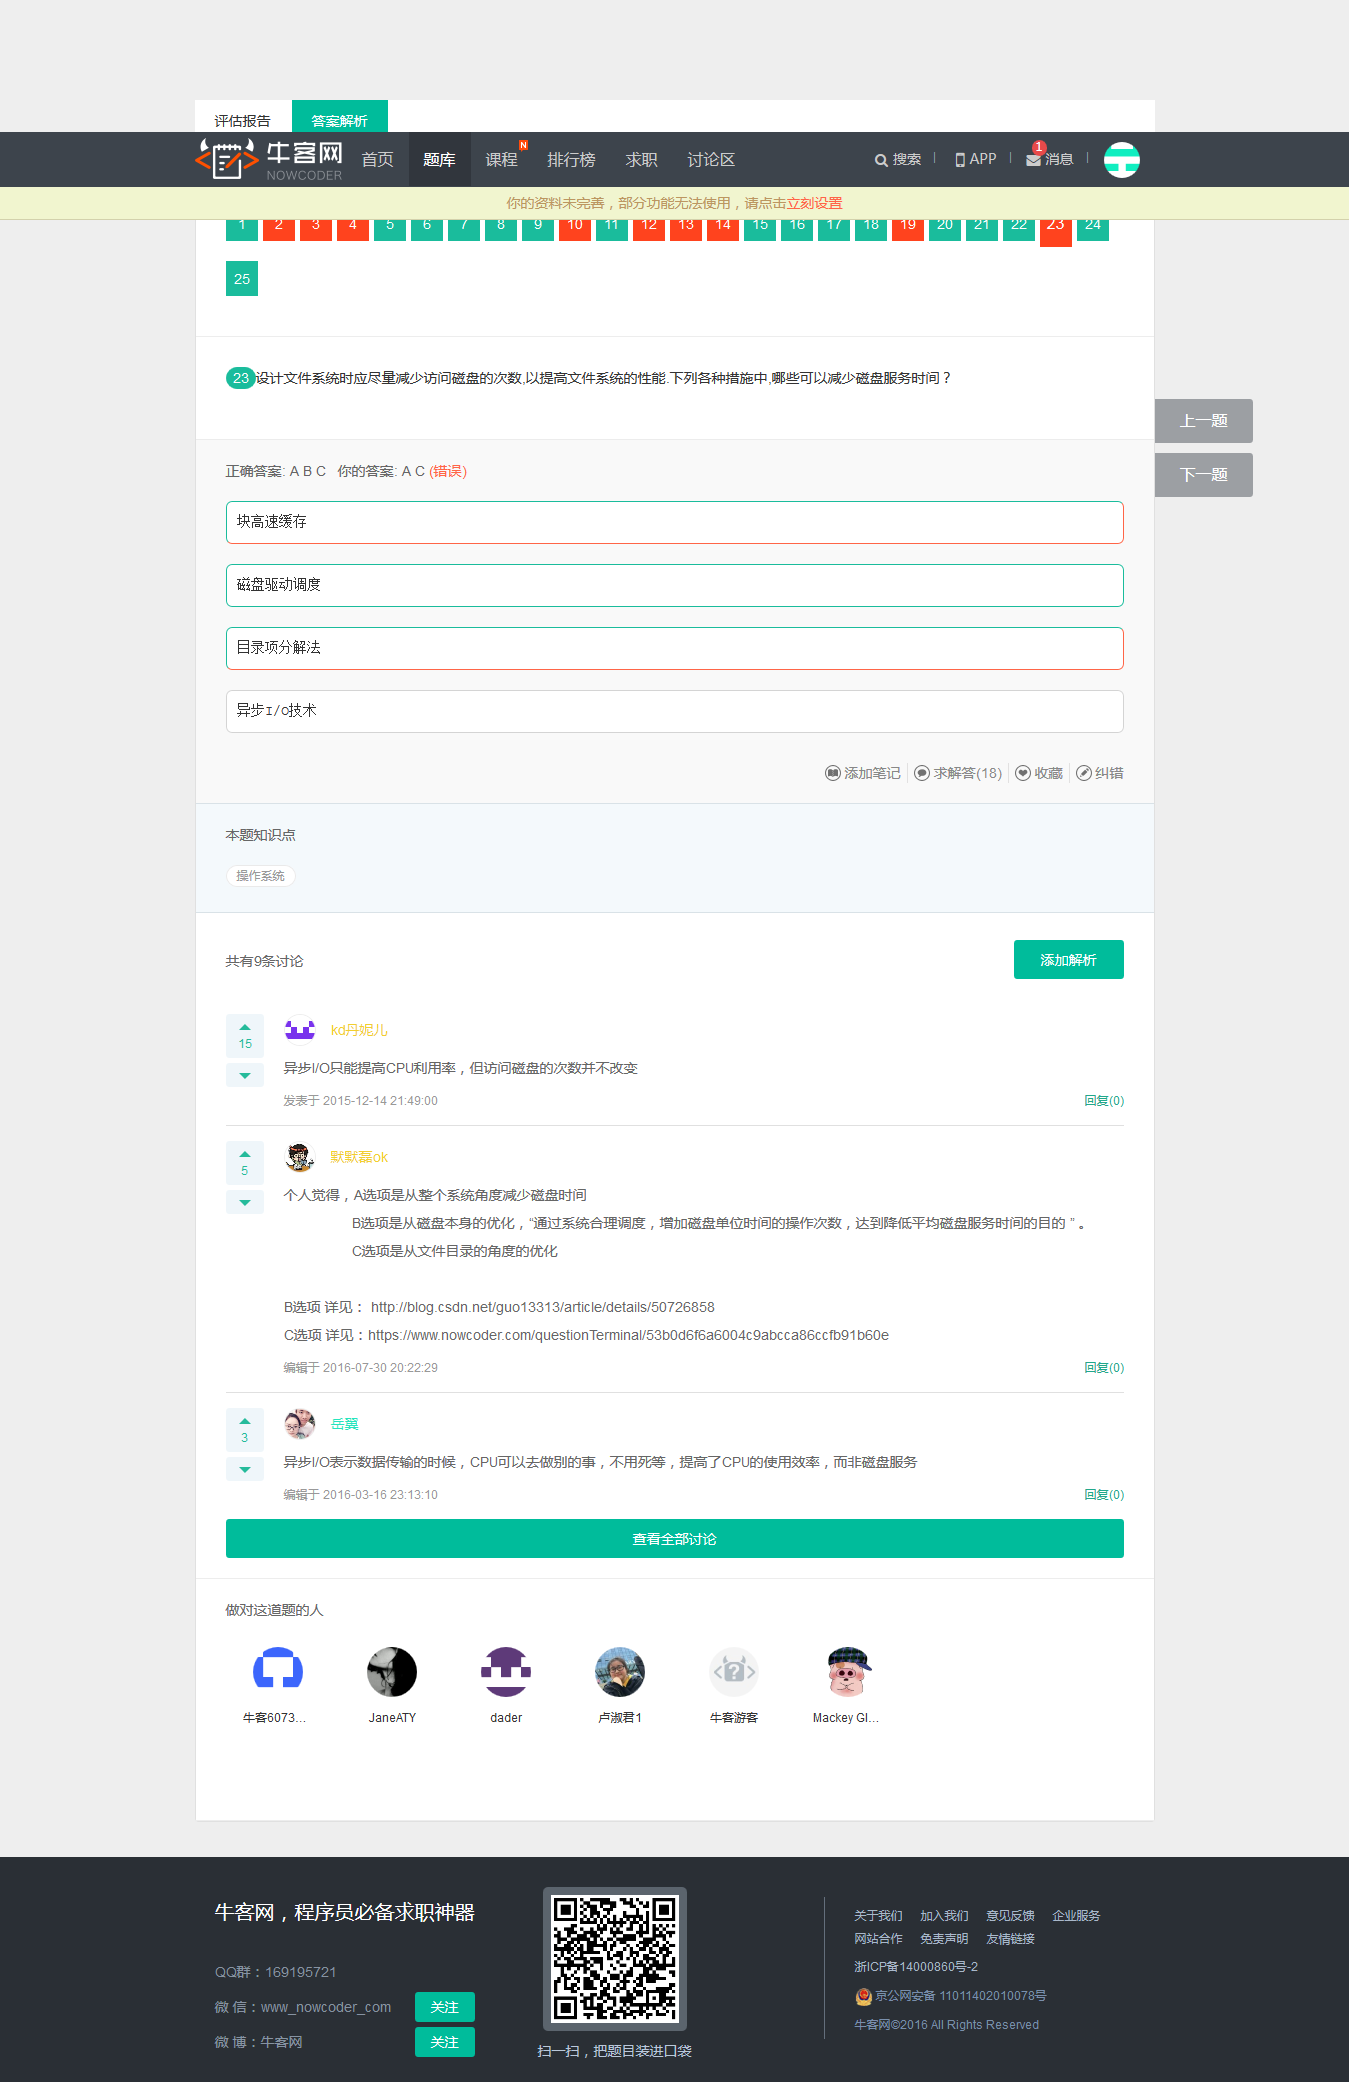 评估报告 答案解析
牛客网 NOWCODER 首页 题库 课程 N 排行榜 求职 讨论区 搜索 APP 1 消息
你的资料未完善，部分功能无法使用，请点击立刻设置
1 2 3 4 5 6 7 8 9 10 11 12 13 14 15 16 17 18 19 20 21 22 23 24
25
23 设计文件系统时应尽量减少访问磁盘的次数,以提高文件系统的性能.下列各种措施中,哪些可以减少磁盘服务时间？
上一题
下一题
正确答案: A B C 你的答案: A C (错误)
块高速缓存
磁盘驱动调度
目录项分解法
异步I/O技术
添加笔记 求解答(18) 收藏 纠错
本题知识点
操作系统
共有9条讨论 添加解析
15 kd丹妮儿
异步I/O只能提高CPU利用率，但访问磁盘的次数并不改变
发表于 2015-12-14 21:49:00 回复(0)
5 默默磊ok
个人觉得，A选项是从整个系统角度减少磁盘时间
B选项是从磁盘本身的优化，“通过系统合理调度，增加磁盘单位时间的操作次数，达到降低平均磁盘服务时间的目的 ” 。
C选项是从文件目录的角度的优化
B选项 详见： http://blog.csdn.net/guo13313/article/details/50726858
C选项 详见：https://www.nowcoder.com/questionTerminal/53b0d6f6a6004c9abcca86ccfb91b60e
编辑于 2016-07-30 20:22:29 回复(0)
3 岳翼
异步I/O表示数据传输的时候，CPU可以去做别的事，不用死等，提高了CPU的使用效率，而非磁盘服务
编辑于 2016-03-16 23:13:10 回复(0)
查看全部讨论
做对这道题的人
牛客6073... JaneATY dader 卢淑君1 牛客游客 Mackey Gl...
牛客网，程序员必备求职神器
QQ群：169195721
微 信：www_nowcoder_com 关注
微 博：牛客网 关注
扫一扫，把题目装进口袋
关于我们 加入我们 意见反馈 企业服务
网站合作 免责声明 友情链接
浙ICP备14000860号-2
京公网安备 11011402010078号
牛客网©2016 All Rights Reserved